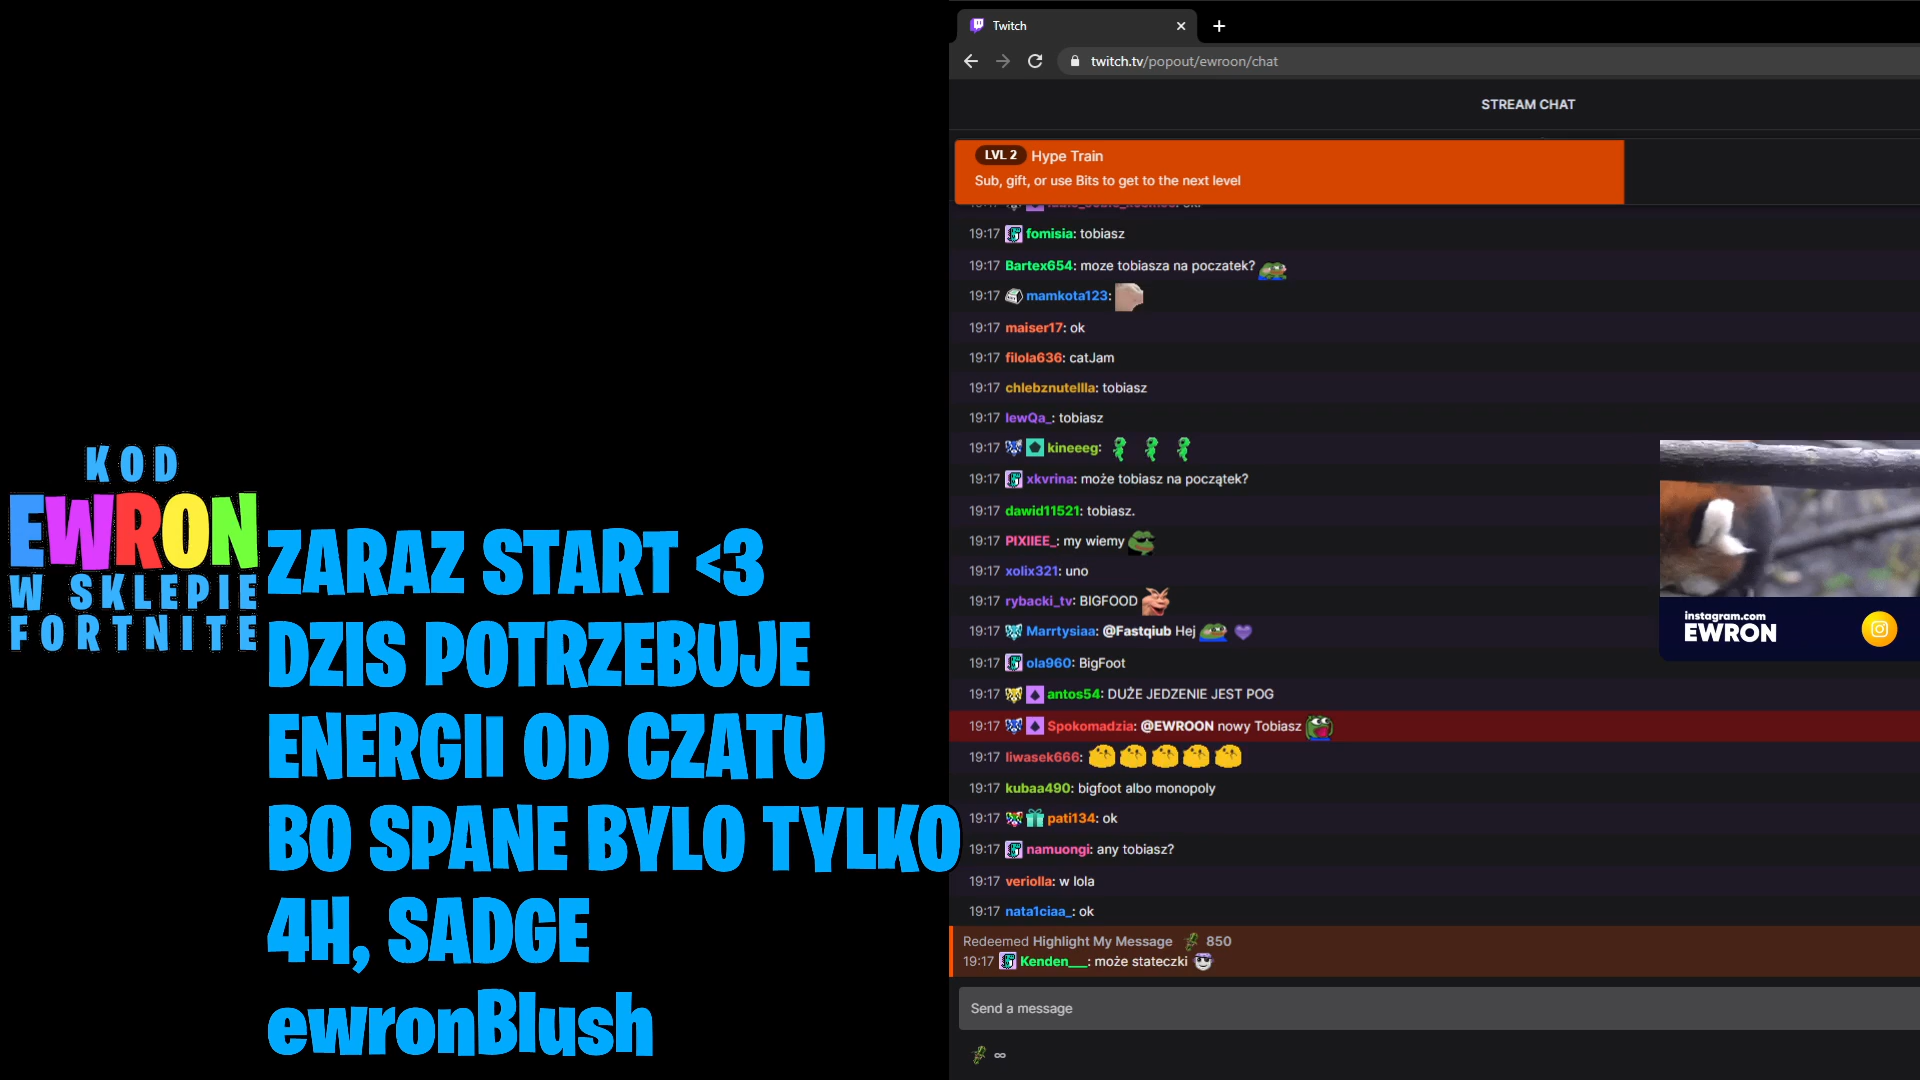 KOD
EWRON
W SKLEPIE
FORTNITE
ZARAZ START <3
DZIS POTRZEBUJE
ENERGII OD CZATU
BO SPANE BYLO TYLKO
4H, SADGE
ewronBlush
Twitch
twitch.tv/popout/ewroon/chat
STREAM CHAT
LVL 2 Hype Train
Sub, gift, or use Bits to get to the next level
19:17 fomisia: tobiasz
19:17 Bartex654: moze tobiasza na poczatek?
19:17 mamkota123:
19:17 maiser17: ok
19:17 filola636: catJam
19:17 chlebznutellla: tobiasz
19:17 lewQa_: tobiasz
19:17 kineeeg:
19:17 xkvrina: może tobiasz na początek?
19:17 dawid11521: tobiasz.
19:17 PIXIIEE_: my wiemy
19:17 xolix321: uno
19:17 rybacki_tv: BIGFOOD
19:17 Marrtysiaa: @Fastqiub Hej
19:17 ola960: BigFoot
19:17 antos54: DUŻE JEDZENIE JEST POG
19:17 Spokomadzia: @EWROON nowy Tobiasz
19:17 liwasek666:
19:17 kubaa490: bigfoot albo monopoly
19:17 pati134: ok
19:17 namuongi: any tobiasz?
19:17 veriolla: w lola
19:17 nata1ciaa_: ok
Redeemed Highlight My Message 850
19:17 Kenden___: może stateczki
Send a message
∞
instagram.com
EWRON